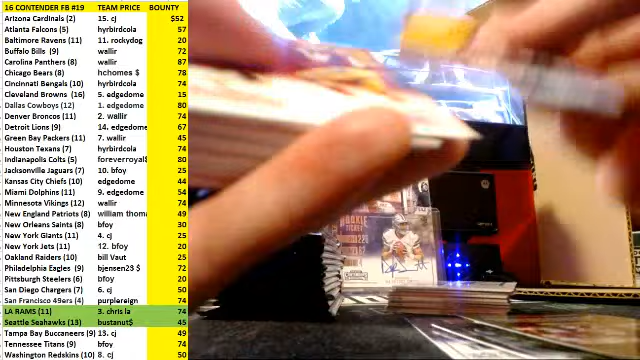 16 CONTENDER FB #19 TEAM PRICE BOUNTY
Arizona Cardinals (2) 15. cj $52
Atlanta Falcons (5) hyrbirdcola 57
Baltimore Ravens (11) 11. rockydog 20
Buffalo Bills (9) wallir 42
Carolina Panthers (8) wallir 87
Chicago Bears (8) hchomes $ 78
Cincinnati Bengals (10) hyrbirdcola 74
Cleveland Browns (16) 5. edgedome 15
Dallas Cowboys (12) 1. edgedome 80
Denver Broncos (11) 2. wallir 74
Detroit Lions (9) 14. edgedome 67
Green Bay Packers (11) 7. wallir 45
Houston Texans (7) hyrbirdcola 74
Indianapolis Colts (5) foreverroyal$ 80
Jacksonville Jaguars (7) 10. bfoy 25
Kansas City Chiefs (10) edgedome 44
Miami Dolphins (11) 9. edgedome 54
Minnesota Vikings (12) wallir 74
New England Patriots (8) william thoma 49
New Orleans Saints (8) bfoy 30
New York Giants (11) 4. cj 25
New York Jets (11) 12. bfoy 20
Oakland Raiders (10) bill Vaut 25
Philadelphia Eagles (9) bjensen23 $ 72
Pittsburgh Steelers (6) bfoy 20
San Diego Chargers (7) 6. cj 50
San Francisco 49ers (4) purplereign 74
LA RAMS (11) 3. chris la 74
Seattle Seahawks (13) bustanut$ 45
Tampa Bay Buccaneers (9) 13. cj 49
Tennessee Titans (9) bfoy 74
Washington Redskins (10) 8. cj 50
ROOKIE
TICKET